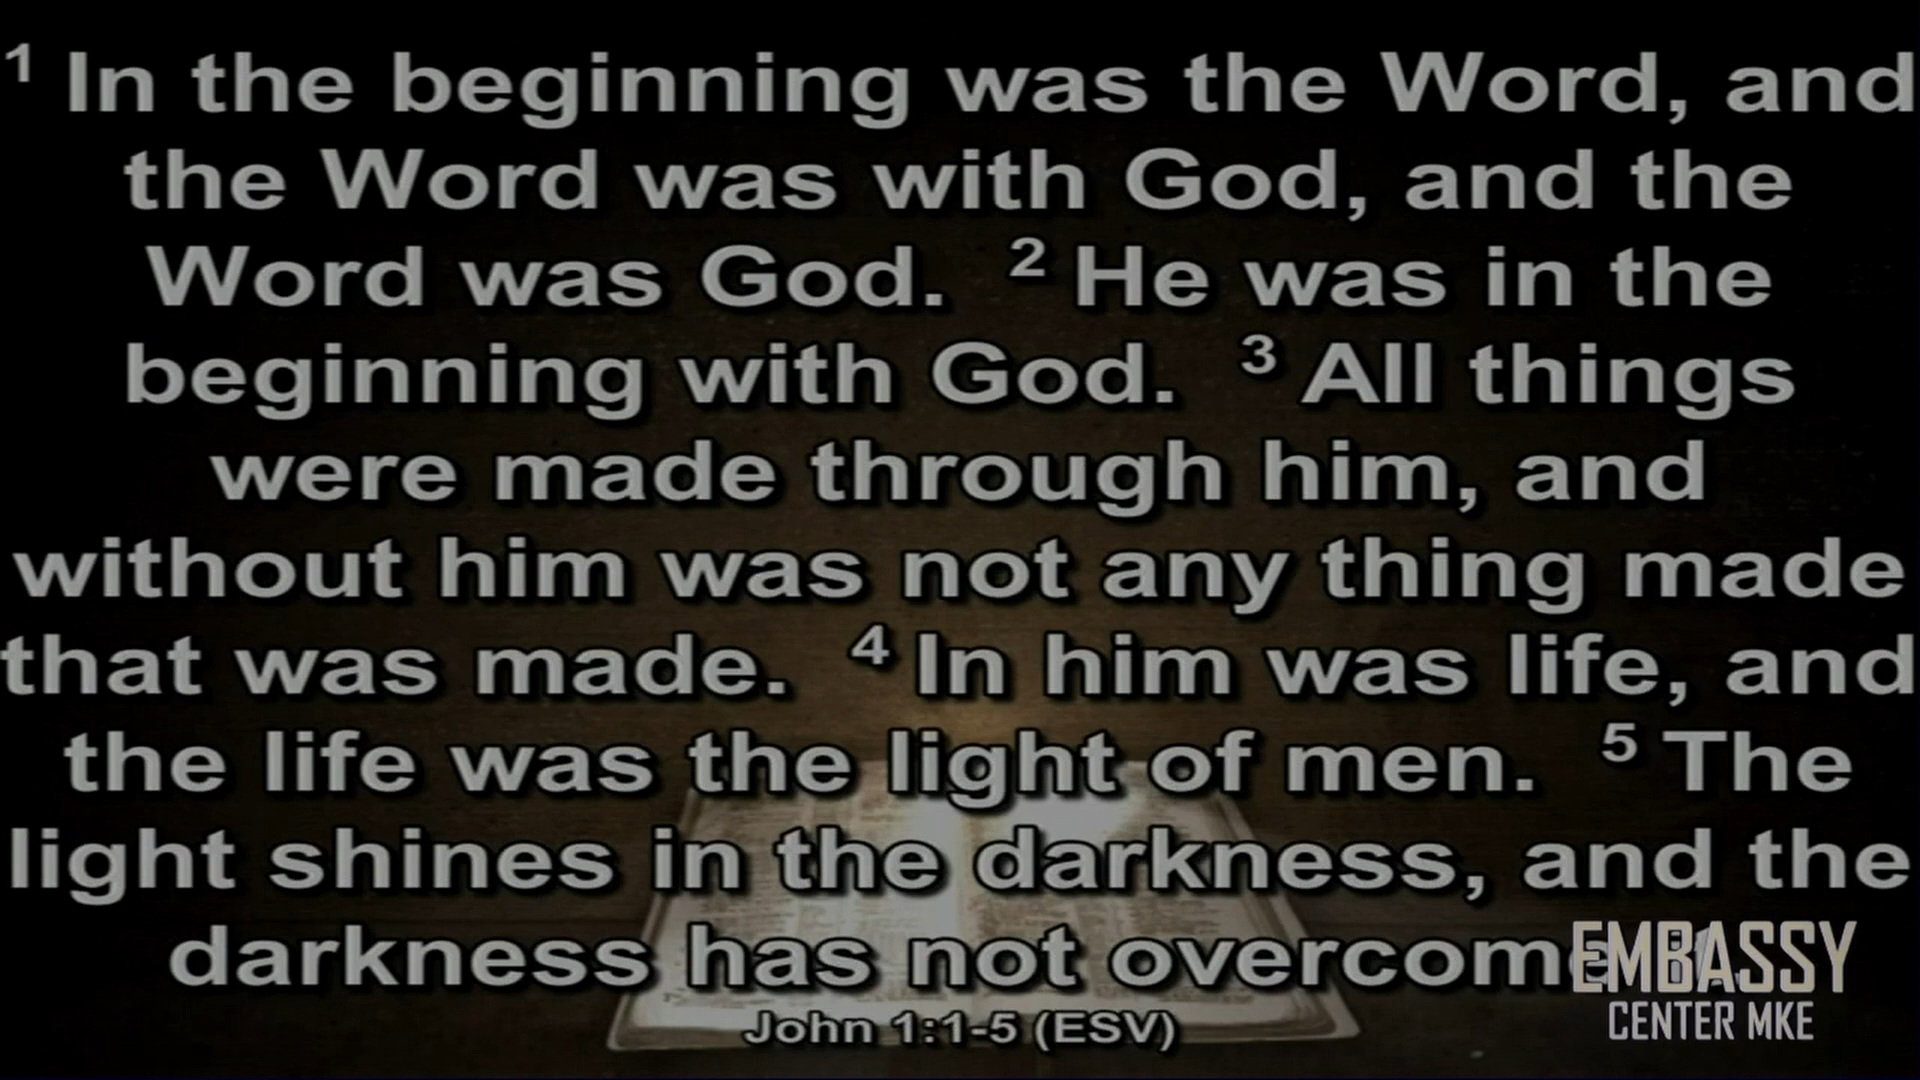 1 In the beginning was the Word, and
the Word was with God, and the
Word was God. 2 He was in the
beginning with God. 3 All things
were made through him, and
without him was not any thing made
that was made. 4 In him was life, and
the life was the light of men. 5 The
light shines in the darkness, and the
darkness has not overcome
John 1:1-5 (ESV)
EMBASSY
CENTER MKE